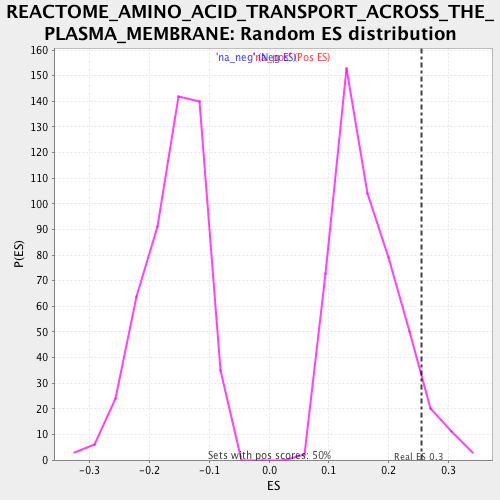 REACTOME_AMINO_ACID_TRANSPORT_ACROSS_THE_
PLASMA_MEMBRANE: Random ES distribution
'na_neg' (Neg ES)
'na_pos' (Pos ES)
160
150
140
130
120
110
100
90
80
70
60
50
40
30
20
10
0
P(ES)
Sets with pos scores: 50%
Real ES 0.3
-0.3 -0.2 -0.1 0.0 0.1 0.2 0.3
ES